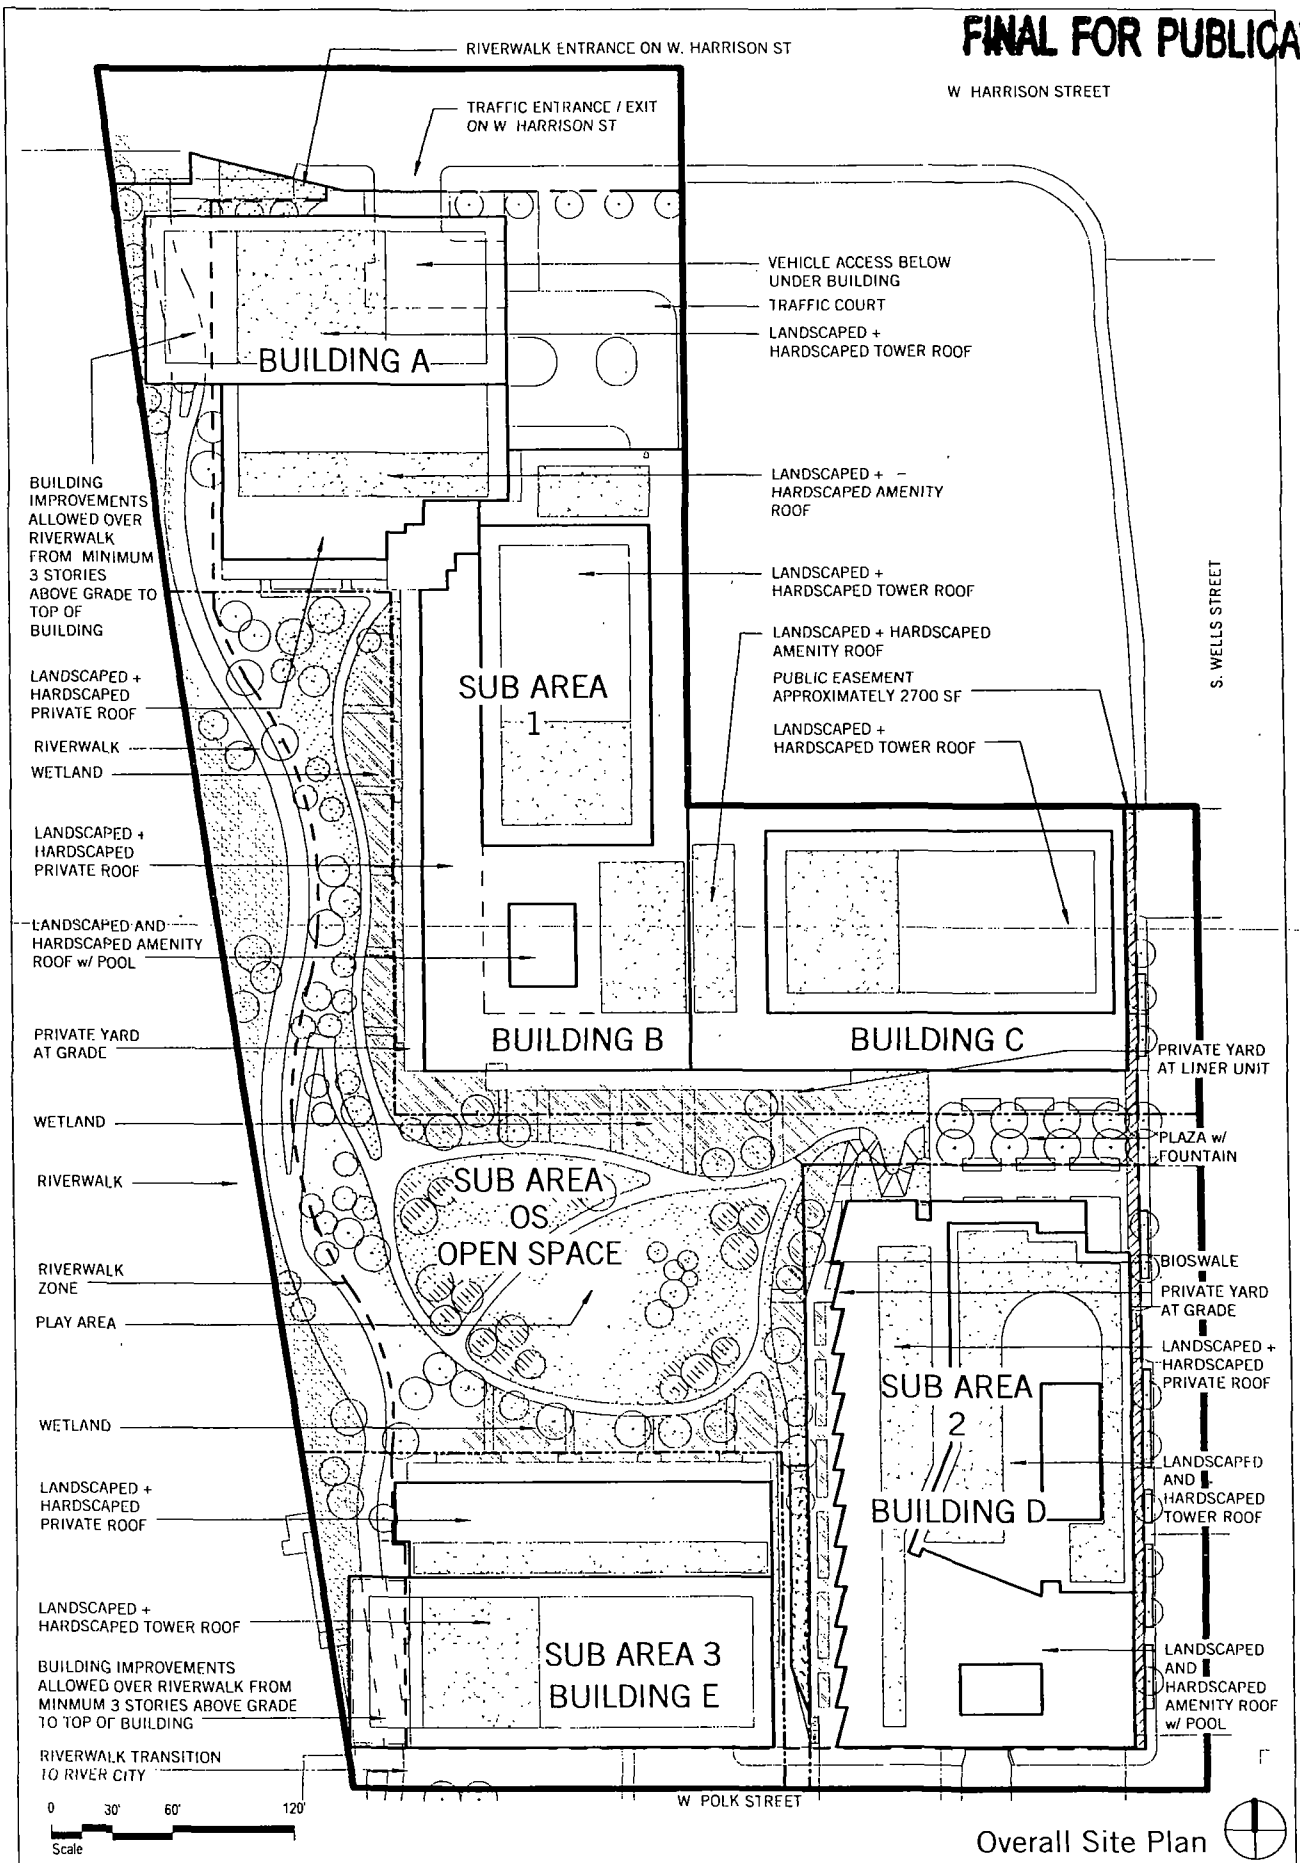 FINAL FOR PUBLICA
RIVERWALK ENTRANCE ON W. HARRISON ST
W HARRISON STREET
TRAFFIC ENTRANCE / EXIT
ON W HARRISON ST
VEHICLE ACCESS BELOW
UNDER BUILDING
TRAFFIC COURT
LANDSCAPED +
HARDSCAPED TOWER ROOF
BUILDING A
LANDSCAPED +
HARDSCAPED AMENITY
ROOF
BUILDING
IMPROVEMENTS
ALLOWED OVER
RIVERWALK
FROM MINIMUM
3 STORIES
ABOVE GRADE TO
TOP OF
BUILDING
LANDSCAPED +
HARDSCAPED TOWER ROOF
S. WELLS STREET
LANDSCAPED + HARDSCAPED
AMENITY ROOF
PUBLIC EASEMENT
APPROXIMATELY 2700 SF
LANDSCAPED +
HARDSCAPED TOWER ROOF
SUB AREA
1
LANDSCAPED +
HARDSCAPED
PRIVATE ROOF
RIVERWALK
WETLAND
LANDSCAPED +
HARDSCAPED
PRIVATE ROOF
LANDSCAPED AND
HARDSCAPED AMENITY
ROOF w/ POOL
PRIVATE YARD
AT GRADE
BUILDING B
BUILDING C
PRIVATE YARD
AT LINER UNIT
WETLAND
PLAZA w/
FOUNTAIN
RIVERWALK
SUB AREA
OS
OPEN SPACE
RIVERWALK
ZONE
PLAY AREA
BIOSWALE
PRIVATE YARD
AT GRADE
LANDSCAPED +
HARDSCAPED
PRIVATE ROOF
SUB AREA
2
WETLAND
LANDSCAPED
AND
HARDSCAPED
TOWER ROOF
BUILDING D
LANDSCAPED +
HARDSCAPED
PRIVATE ROOF
LANDSCAPED +
HARDSCAPED TOWER ROOF
SUB AREA 3
BUILDING E
LANDSCAPED
AND
HARDSCAPED
AMENITY ROOF
w/ POOL
BUILDING IMPROVEMENTS
ALLOWED OVER RIVERWALK FROM
MINMUM 3 STORIES ABOVE GRADE
TO TOP OF BUILDING
RIVERWALK TRANSITION
TO RIVER CITY
W POLK STREET
0 30' 60' 120'
Scale
Overall Site Plan